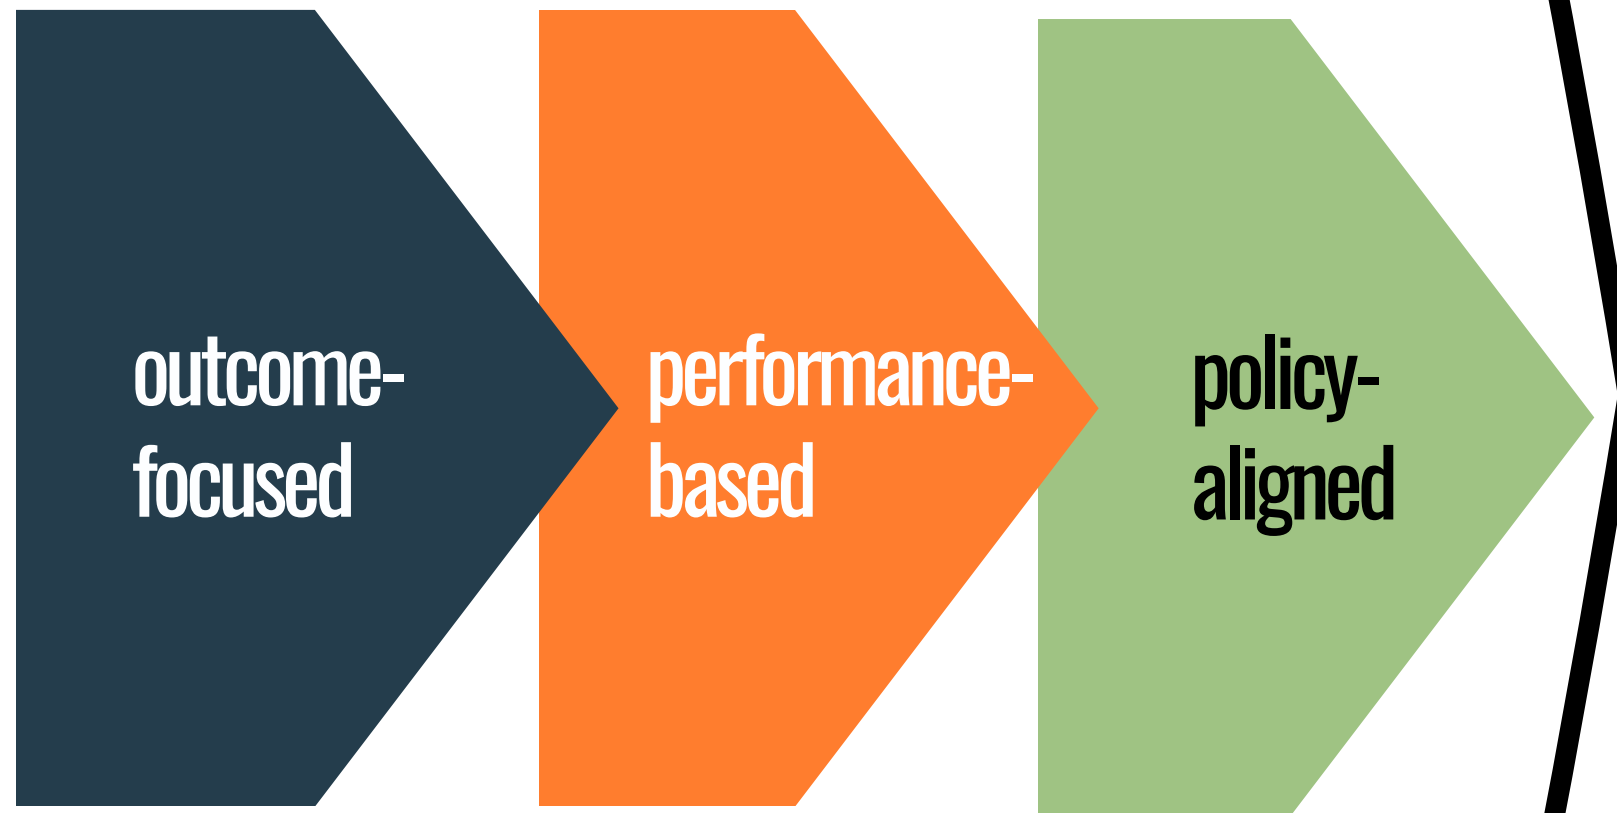 outcome-
focused
performance-
based
policy-
aligned